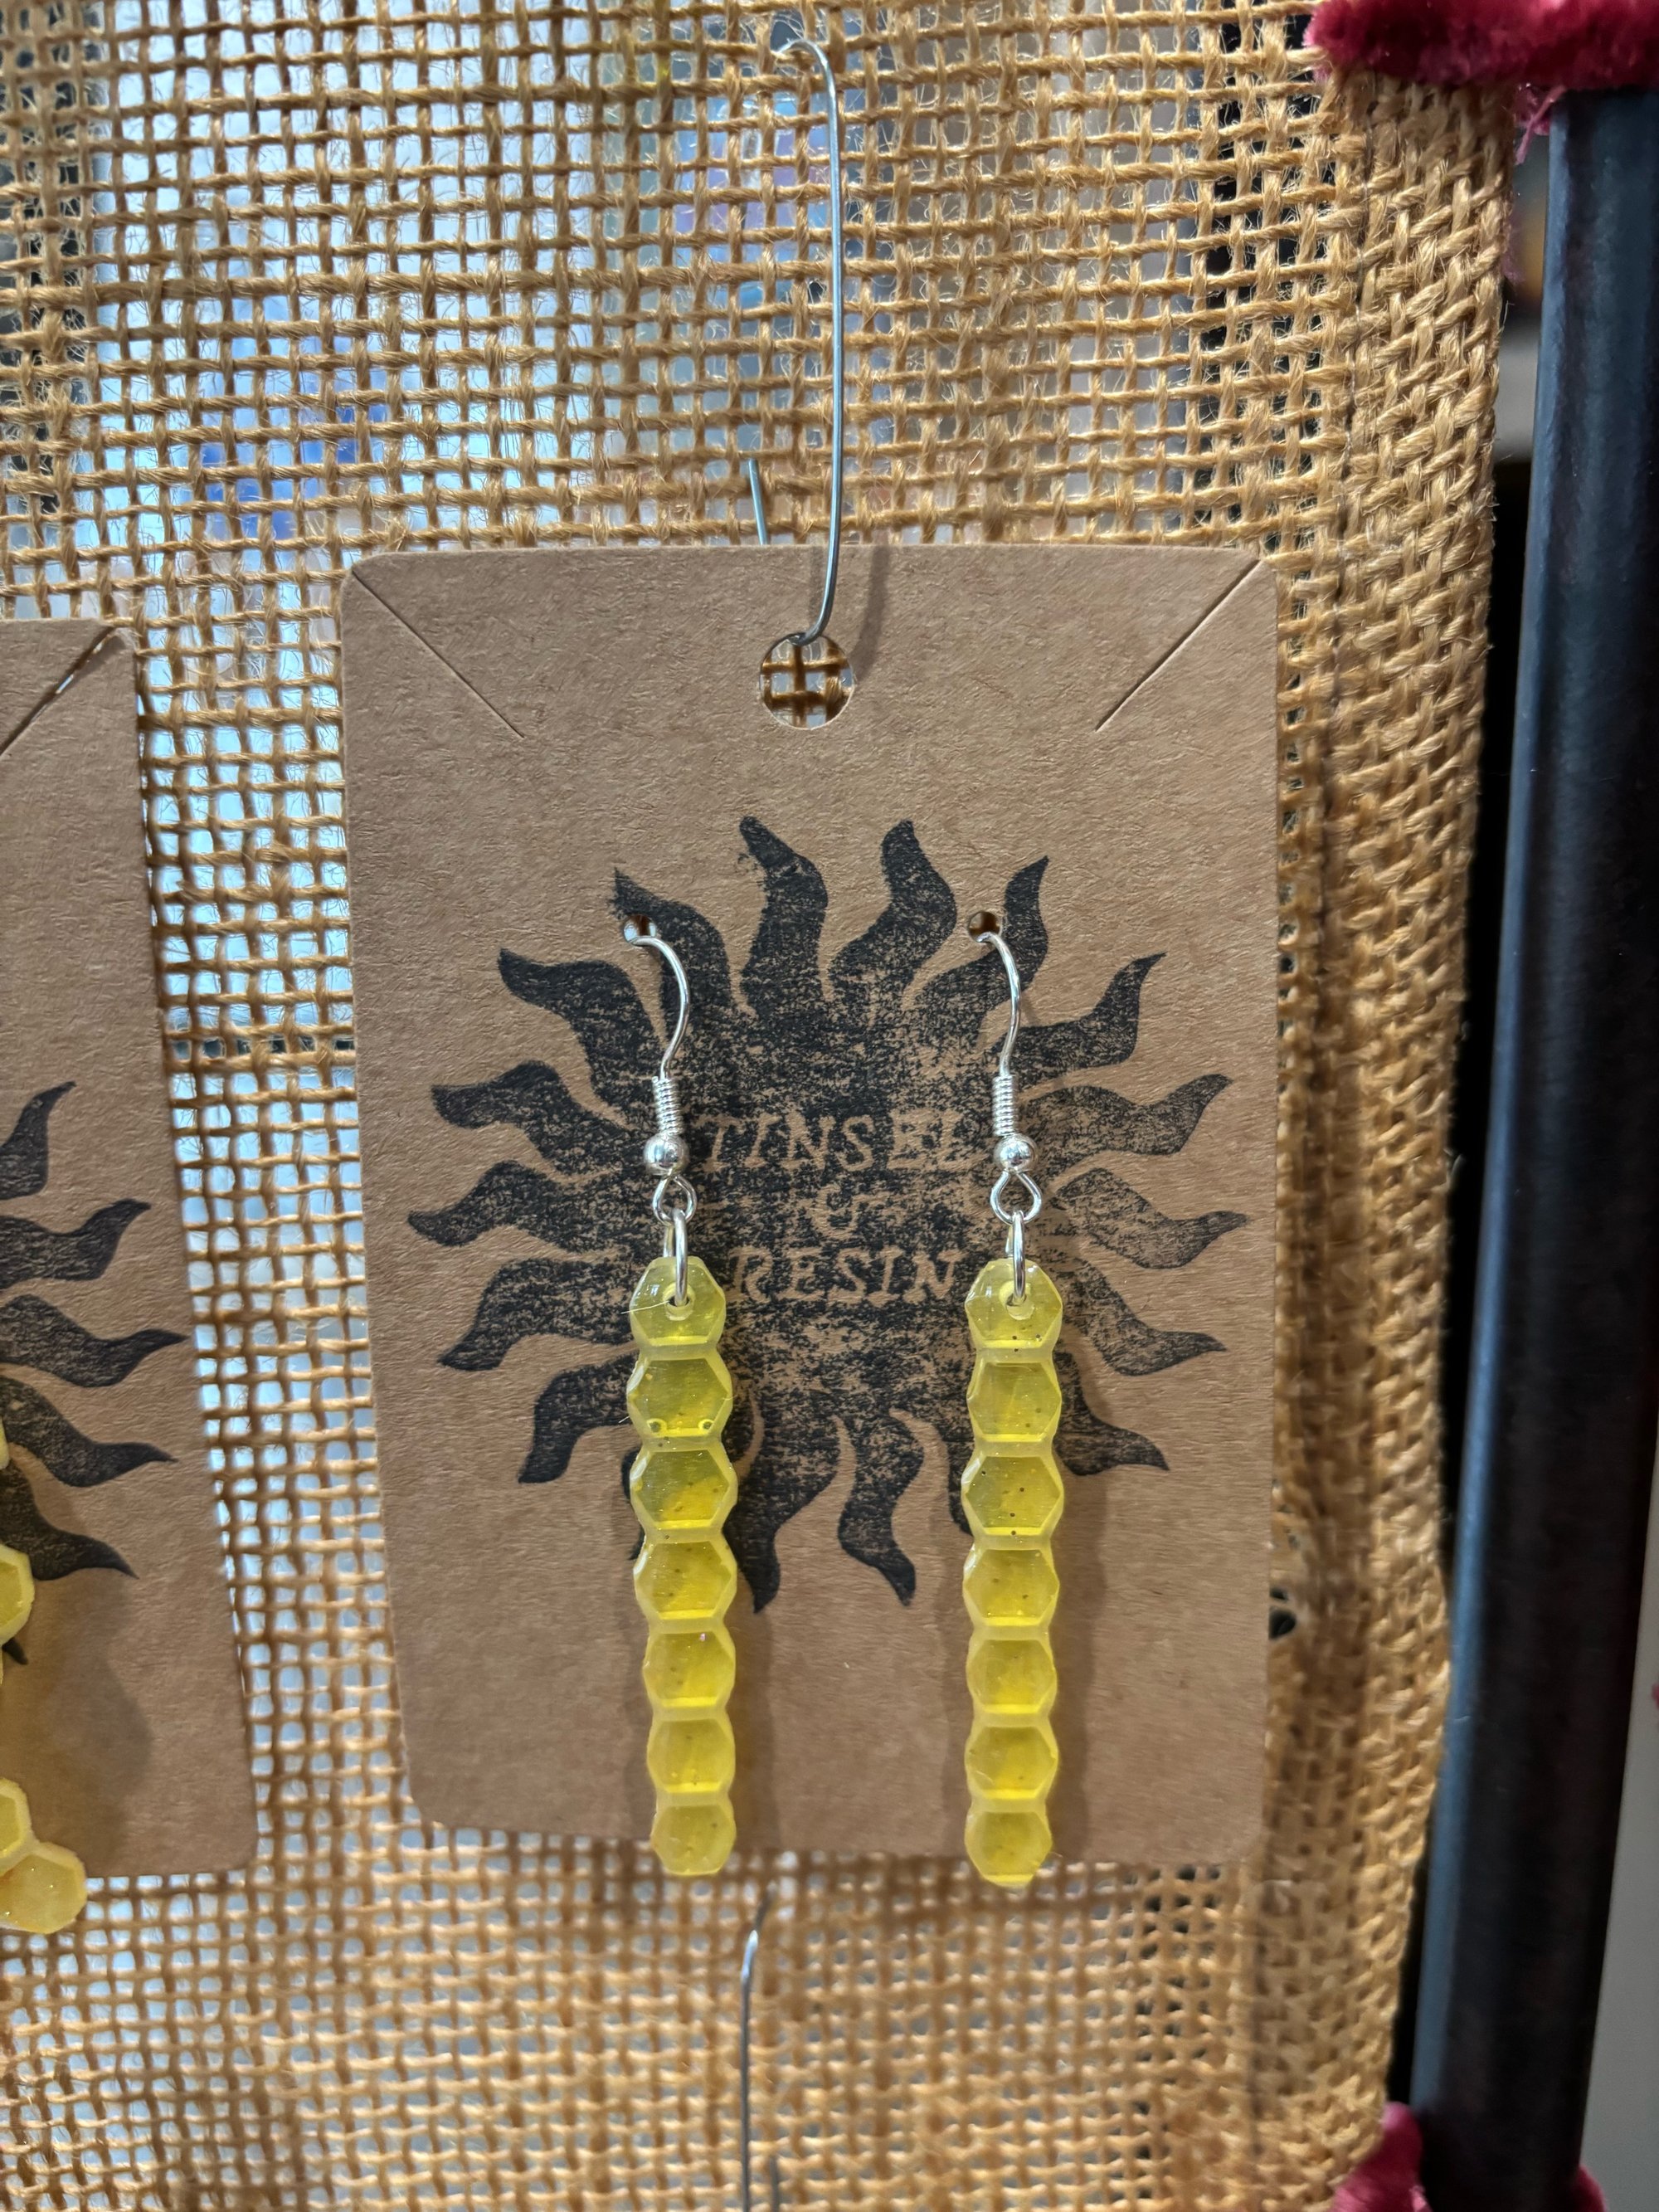 TINSEL
&
RESIN